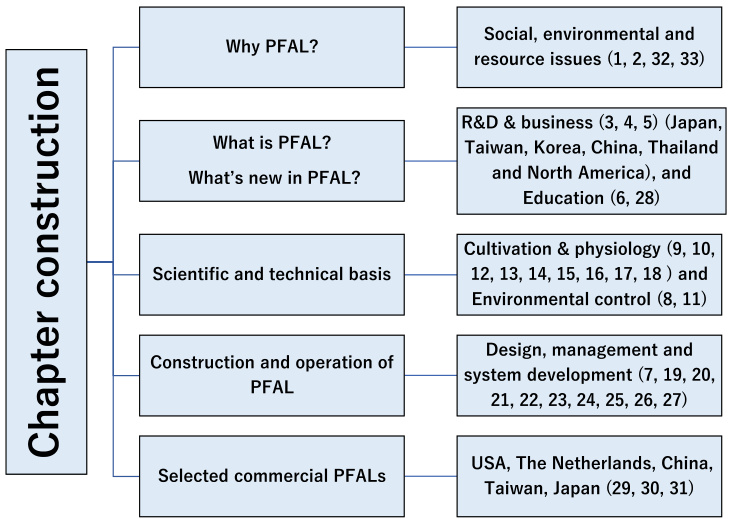 Chapter construction
Why PFAL?
Social, environmental and
resource issues (1, 2, 32, 33)
What is PFAL?
What's new in PFAL?
R&D & business (3, 4, 5) (Japan,
Taiwan, Korea, China, Thailand
and North America), and
Education (6, 28)
Scientific and technical basis
Cultivation & physiology (9, 10,
12, 13, 14, 15, 16, 17, 18 ) and
Environmental control (8, 11)
Construction and operation of
PFAL
Design, management and
system development (7, 19, 20,
21, 22, 23, 24, 25, 26, 27)
Selected commercial PFALs
USA, The Netherlands, China,
Taiwan, Japan (29, 30, 31)